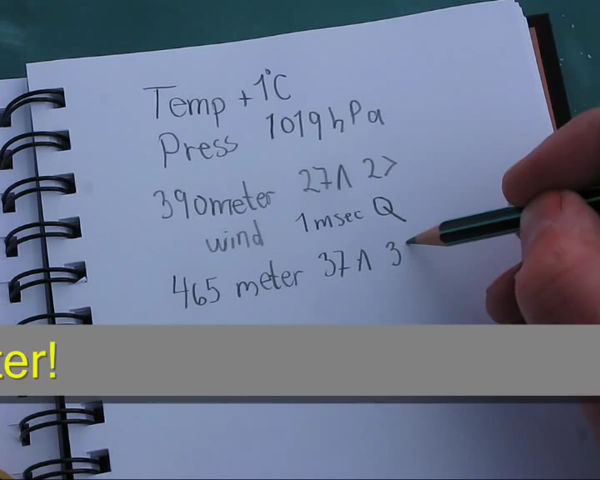 Temp +1°C
Press 1019hPa
390meter 27Λ 2>
wind 1msec Q
465 meter 37Λ 3
ter!